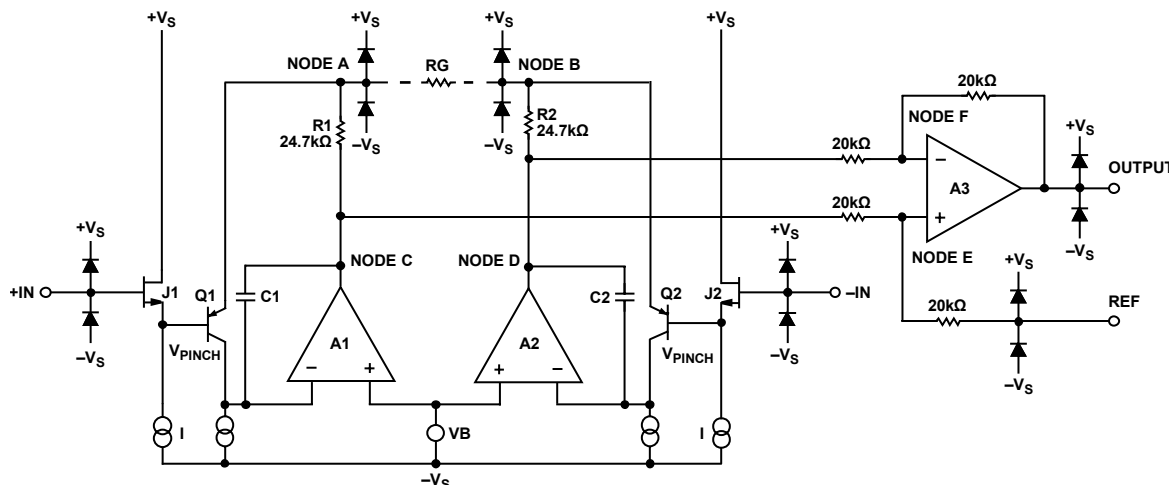 +VS
+VS
+VS
+VS
NODE A
RG
NODE B
20kΩ
R1
24.7kΩ
R2
24.7kΩ
–VS
–VS
NODE F
+VS
20kΩ
–
A3
+
OUTPUT
20kΩ
–VS
+VS
NODE C
NODE D
NODE E
+VS
+VS
+IN
J1
Q1
C1
C2
Q2
J2
–IN
20kΩ
REF
–VS
VPINCH
A1
A2
VPINCH
–VS
–VS
–
+
+
–
I
VB
I
–VS